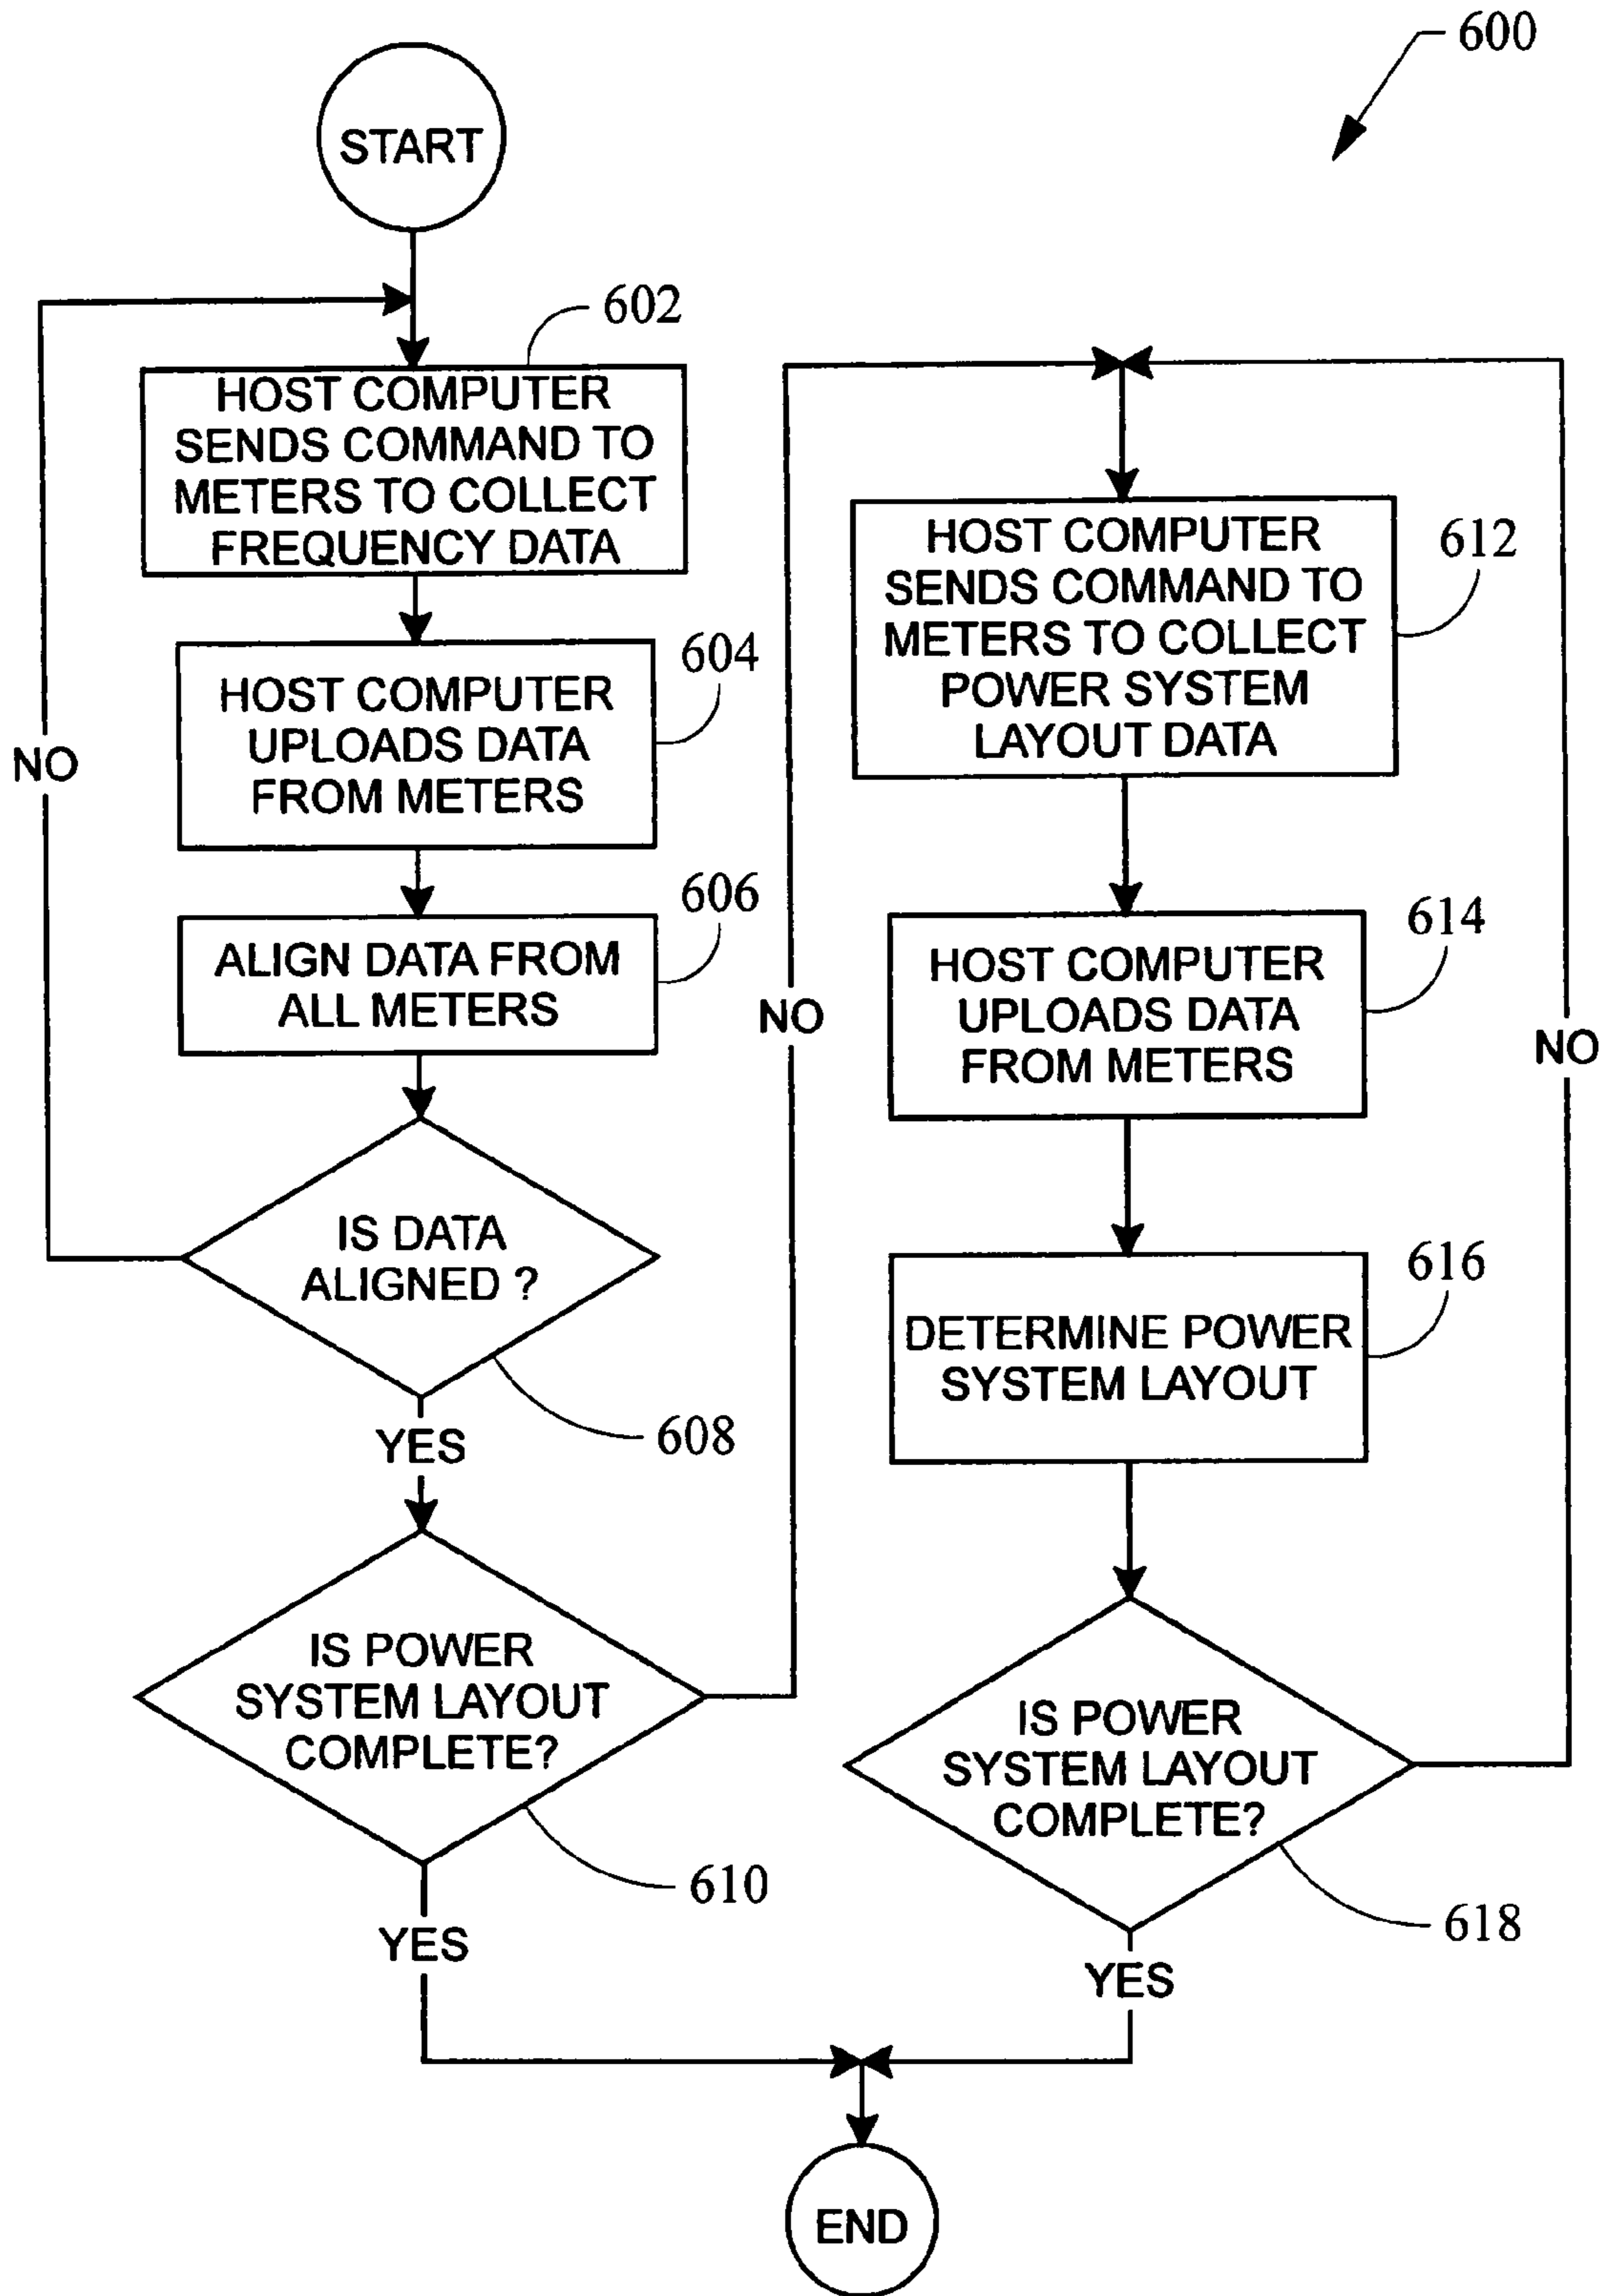 600
START
602
HOST COMPUTER
SENDS COMMAND TO
METERS TO COLLECT
FREQUENCY DATA
604
HOST COMPUTER
UPLOADS DATA
FROM METERS
606
ALIGN DATA FROM
ALL METERS
NO
IS DATA
ALIGNED ?
608
YES
IS POWER
SYSTEM LAYOUT
COMPLETE?
610
YES
NO
HOST COMPUTER
SENDS COMMAND TO
METERS TO COLLECT
POWER SYSTEM
LAYOUT DATA
612
HOST COMPUTER
UPLOADS DATA
FROM METERS
614
NO
DETERMINE POWER
SYSTEM LAYOUT
616
IS POWER
SYSTEM LAYOUT
COMPLETE?
618
YES
END